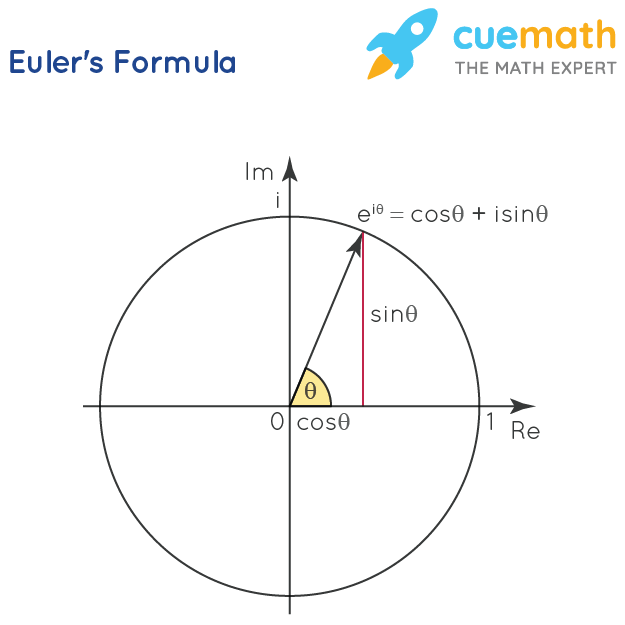 Euler's Formula
cuemath
THE MATH EXPERT
Im
i
e^{iθ} = cosθ + isinθ
sinθ
θ
0 cosθ
1
Re